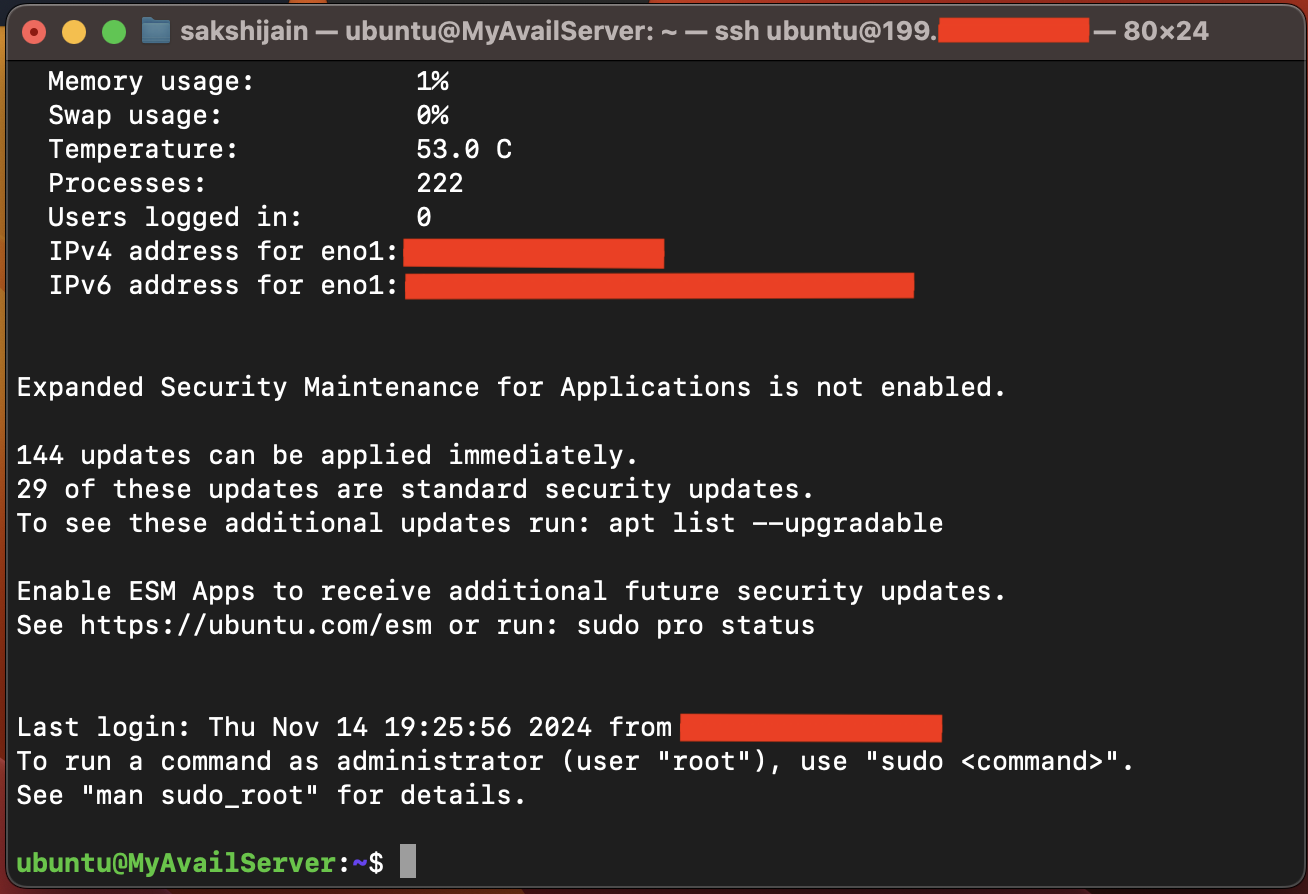 sakshijain — ubuntu@MyAvailServer: ~ — ssh ubuntu@199. — 80×24
Memory usage: 1%
Swap usage: 0%
Temperature: 53.0 C
Processes: 222
Users logged in: 0
IPv4 address for eno1:
IPv6 address for eno1:
Expanded Security Maintenance for Applications is not enabled.
144 updates can be applied immediately.
29 of these updates are standard security updates.
To see these additional updates run: apt list --upgradable
Enable ESM Apps to receive additional future security updates.
See https://ubuntu.com/esm or run: sudo pro status
Last login: Thu Nov 14 19:25:56 2024 from
To run a command as administrator (user "root"), use "sudo <command>".
See "man sudo_root" for details.
ubuntu@MyAvailServer:~$